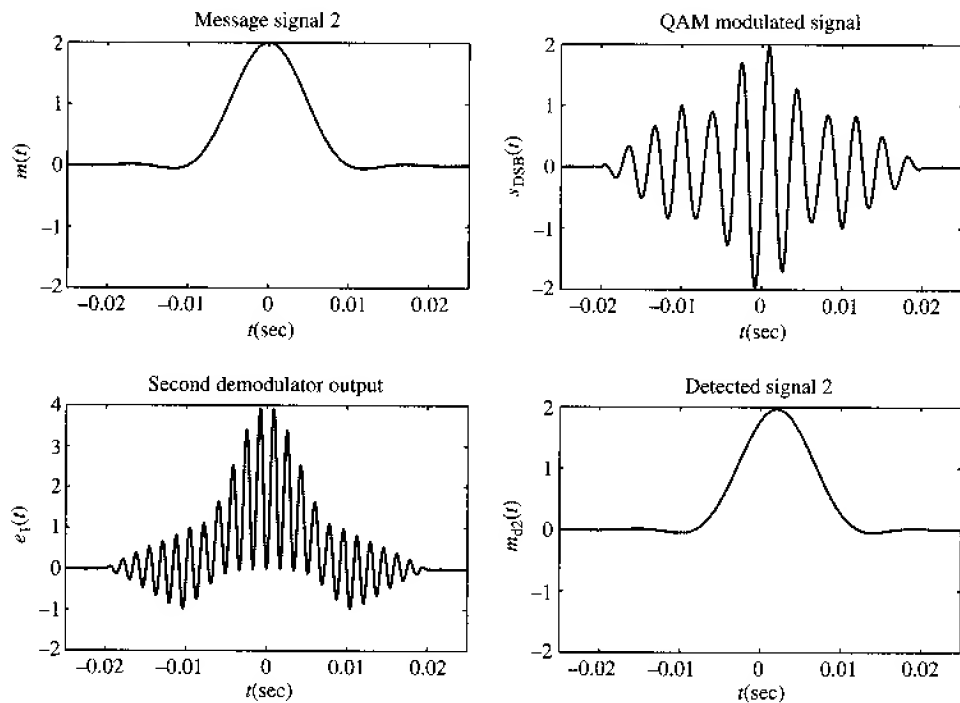 Message signal 2
2
1
0
−1
−2
m(t)
−0.02 −0.01 0 0.01 0.02
t(sec)
QAM modulated signal
2
1
0
−1
−2
s_DSB(t)
−0.02 −0.01 0 0.01 0.02
t(sec)
Second demodulator output
4
3
2
1
0
−1
−2
e_1(t)
−0.02 −0.01 0 0.01 0.02
t(sec)
Detected signal 2
2
1
0
−1
−2
m_d2(t)
−0.02 −0.01 0 0.01 0.02
t(sec)